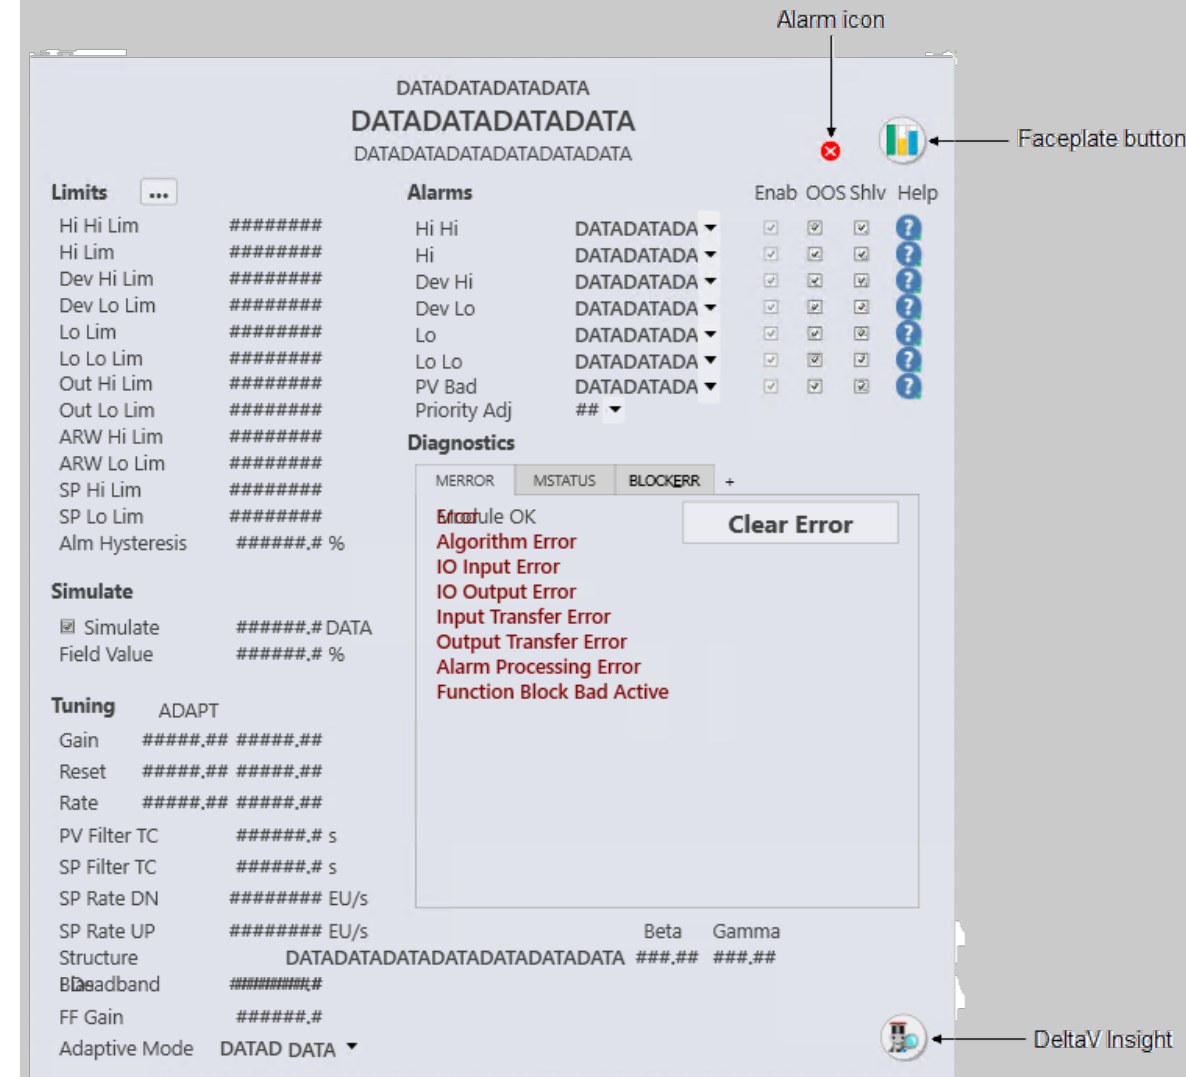 Alarm icon
DATADATADATADATA
DATADATADATADATA
DATADATADATADATADATADATA
Faceplate button
Limits ...
Hi Hi Lim ########
Hi Lim ########
Dev Hi Lim ########
Dev Lo Lim ########
Lo Lim ########
Lo Lo Lim ########
Out Hi Lim ########
Out Lo Lim ########
ARW Hi Lim ########
ARW Lo Lim ########
SP Hi Lim ########
SP Lo Lim ########
Alm Hysteresis ######.# %
Alarms Enab OOS Shlv Help
Hi Hi DATADATADA ?
Hi DATADATADA ?
Dev Hi DATADATADA ?
Dev Lo DATADATADA ?
Lo DATADATADA ?
Lo Lo DATADATADA ?
PV Bad DATADATADA ?
Priority Adj ##
Diagnostics
MERROR MSTATUS BLOCKERR +
Error
Module OK
Clear Error
Algorithm Error
IO Input Error
IO Output Error
Input Transfer Error
Output Transfer Error
Alarm Processing Error
Function Block Bad Active
Simulate
Simulate ######.# DATA
Field Value ######.# %
Tuning ADAPT
Gain #####.## #####.##
Reset #####.## #####.##
Rate #####.## #####.##
PV Filter TC ######.# s
SP Filter TC ######.# s
SP Rate DN ######## EU/s
SP Rate UP ######## EU/s
Beta Gamma
Structure DATADATADATADATADATADATADATA ###.## ###.##
Bias
Deadband
FF Gain ######.#
Adaptive Mode DATAD DATA
DeltaV Insight